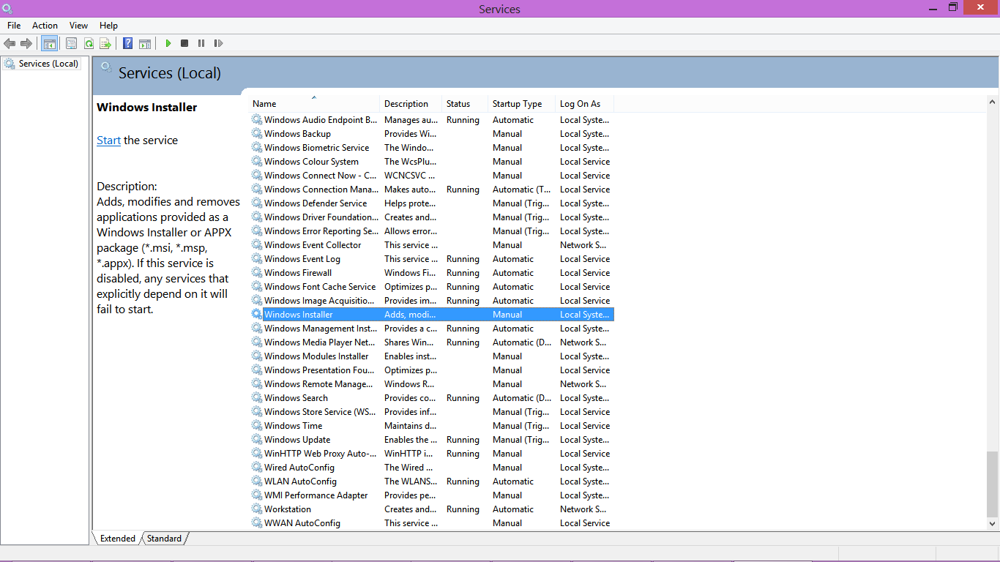 Services
File Action View Help
Services (Local)
Services (Local)
Windows Installer
Start the service
Description:
Adds, modifies and removes
applications provided as a
Windows Installer or APPX
package (*.msi, *.msp,
*.appx). If this service is
disabled, any services that
explicitly depend on it will
fail to start.
Name Description Status Startup Type Log On As
Windows Audio Endpoint B... Manages au... Running Automatic Local Syste...
Windows Backup Provides Wi... Manual Local Syste...
Windows Biometric Service The Windo... Manual Local Syste...
Windows Colour System The WcsPlu... Manual Local Service
Windows Connect Now - C... WCNCSVC ... Manual Local Service
Windows Connection Mana... Makes auto... Running Automatic (T... Local Service
Windows Defender Service Helps prote... Manual (Trig... Local Syste...
Windows Driver Foundation... Creates and... Manual (Trig... Local Syste...
Windows Error Reporting Se... Allows error... Manual (Trig... Local Syste...
Windows Event Collector This service ... Manual Network S...
Windows Event Log This service ... Running Automatic Local Service
Windows Firewall Windows Fi... Running Automatic Local Service
Windows Font Cache Service Optimizes p... Running Automatic Local Service
Windows Image Acquisitio... Provides im... Running Automatic Local Service
Windows Installer Adds, modi... Manual Local Syste...
Windows Management Inst... Provides a c... Running Automatic Local Syste...
Windows Media Player Net... Shares Win... Running Automatic (D... Network S...
Windows Modules Installer Enables inst... Manual Local Syste...
Windows Presentation Fou... Optimizes p... Manual Local Service
Windows Remote Manage... Windows R... Manual Network S...
Windows Search Provides co... Running Automatic (D... Local Syste...
Windows Store Service (WS... Provides inf... Manual (Trig... Local Service
Windows Time Maintains d... Manual (Trig... Local Service
Windows Update Enables the ... Running Manual (Trig... Local Syste...
WinHTTP Web Proxy Auto-... WinHTTP i... Running Manual Local Service
Wired AutoConfig The Wired ... Manual Local Syste...
WLAN AutoConfig The WLANS... Running Automatic Local Syste...
WMI Performance Adapter Provides pe... Manual Local Syste...
Workstation Creates and... Running Automatic Network S...
WWAN AutoConfig This service ... Manual Local Service
Extended Standard